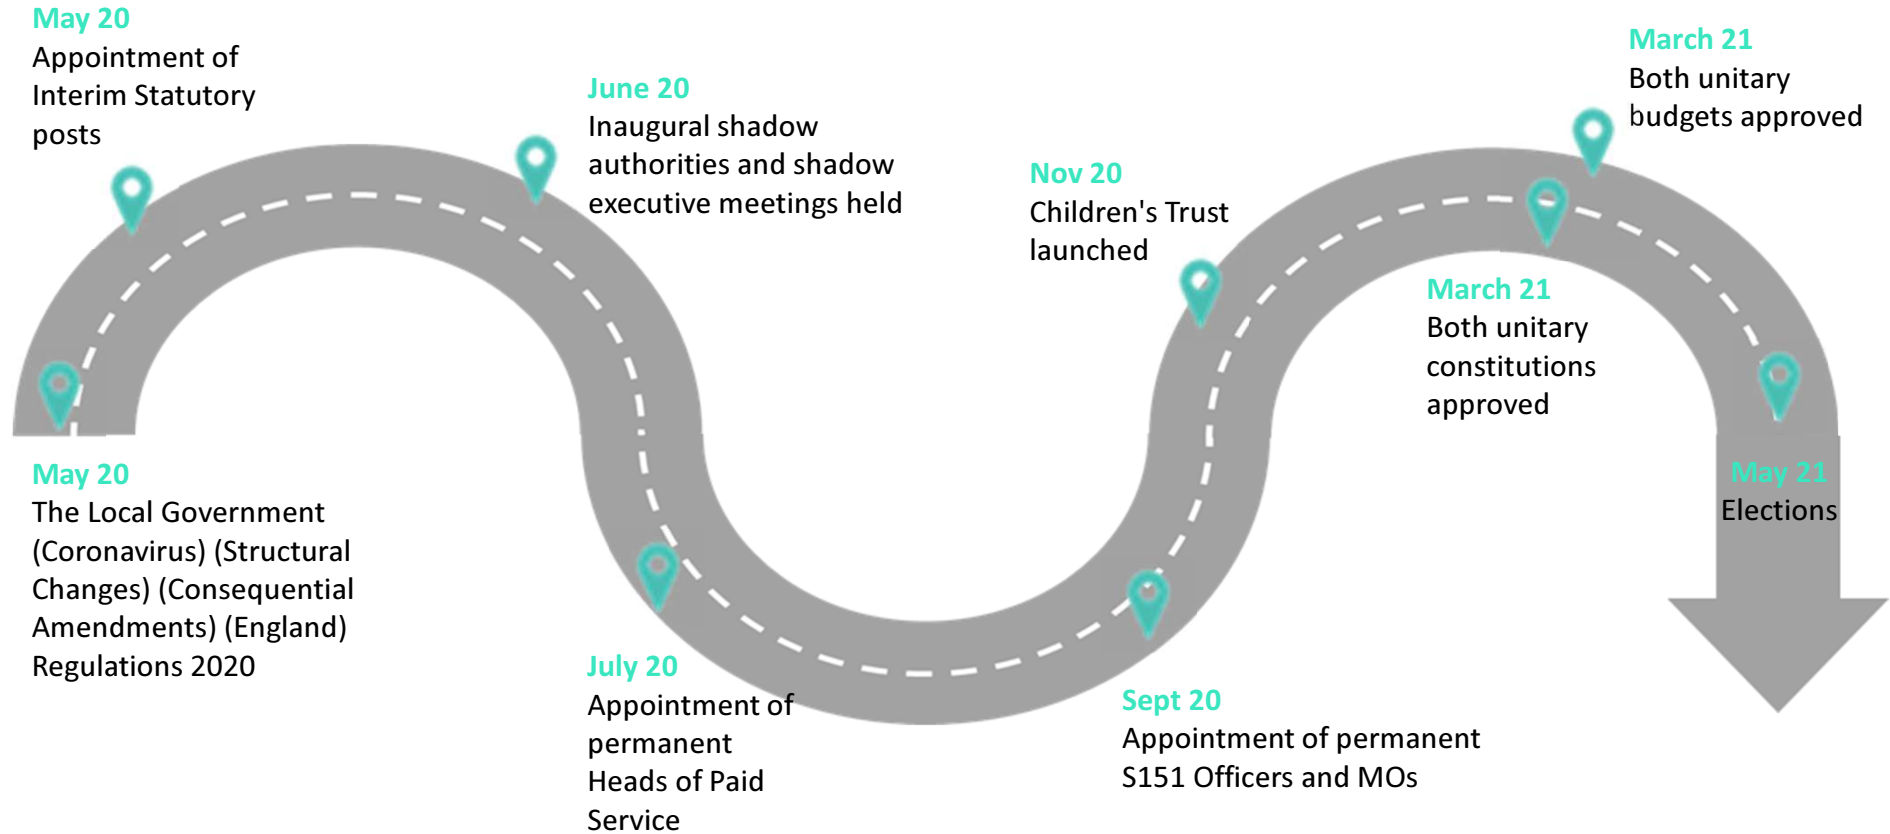 May 20
Appointment of
Interim Statutory
posts
June 20
Inaugural shadow
authorities and shadow
executive meetings held
Nov 20
Children's Trust
launched
March 21
Both unitary
budgets approved
March 21
Both unitary
constitutions
approved
May 20
The Local Government
(Coronavirus) (Structural
Changes) (Consequential
Amendments) (England)
Regulations 2020
July 20
Appointment of
permanent
Heads of Paid
Service
Sept 20
Appointment of permanent
S151 Officers and MOs
May 21
Elections